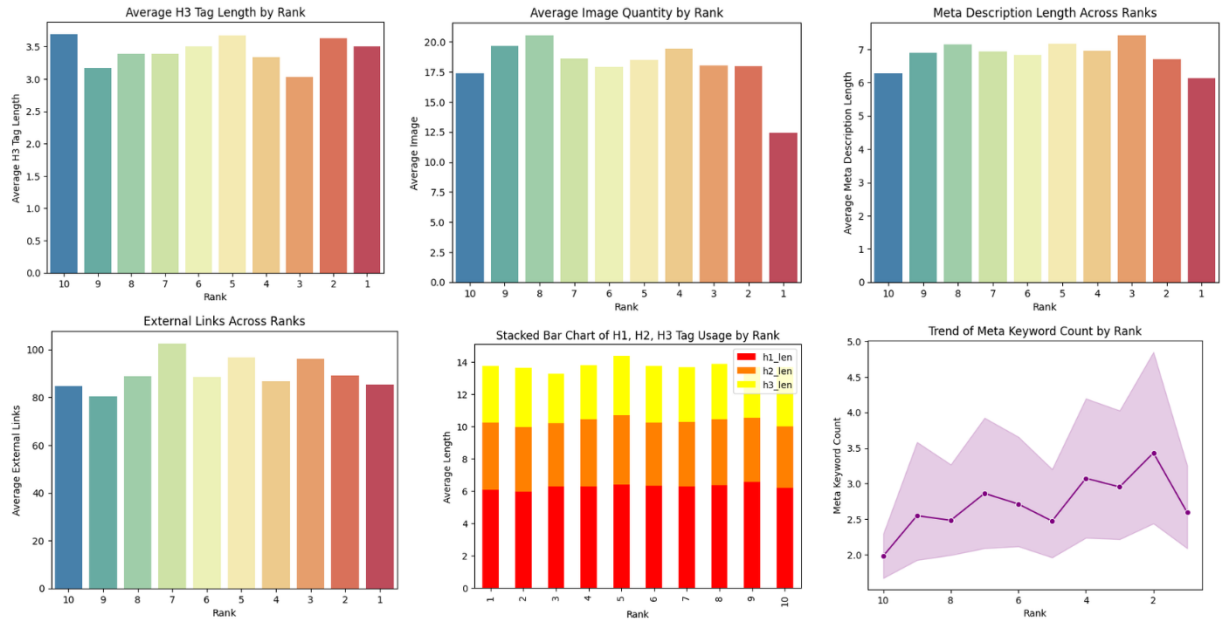 Average H3 Tag Length by Rank
Average H3 Tag Length
3.5
3.0
2.5
2.0
1.5
1.0
0.5
0.0
10 9 8 7 6 5 4 3 2 1
Rank
Average Image Quantity by Rank
Average Image
20.0
17.5
15.0
12.5
10.0
7.5
5.0
2.5
0.0
10 9 8 7 6 5 4 3 2 1
Rank
Meta Description Length Across Ranks
Average Meta Description Length
7
6
5
4
3
2
1
0
10 9 8 7 6 5 4 3 2 1
Rank
External Links Across Ranks
Average External Links
100
80
60
40
20
0
10 9 8 7 6 5 4 3 2 1
Rank
Stacked Bar Chart of H1, H2, H3 Tag Usage by Rank
Average Length
14
12
10
8
6
4
2
0
h1_len
h2_len
h3_len
1 2 3 4 5 6 7 8 9 10
Rank
Trend of Meta Keyword Count by Rank
Meta Keyword Count
5.0
4.5
4.0
3.5
3.0
2.5
2.0
10 8 6 4 2
Rank